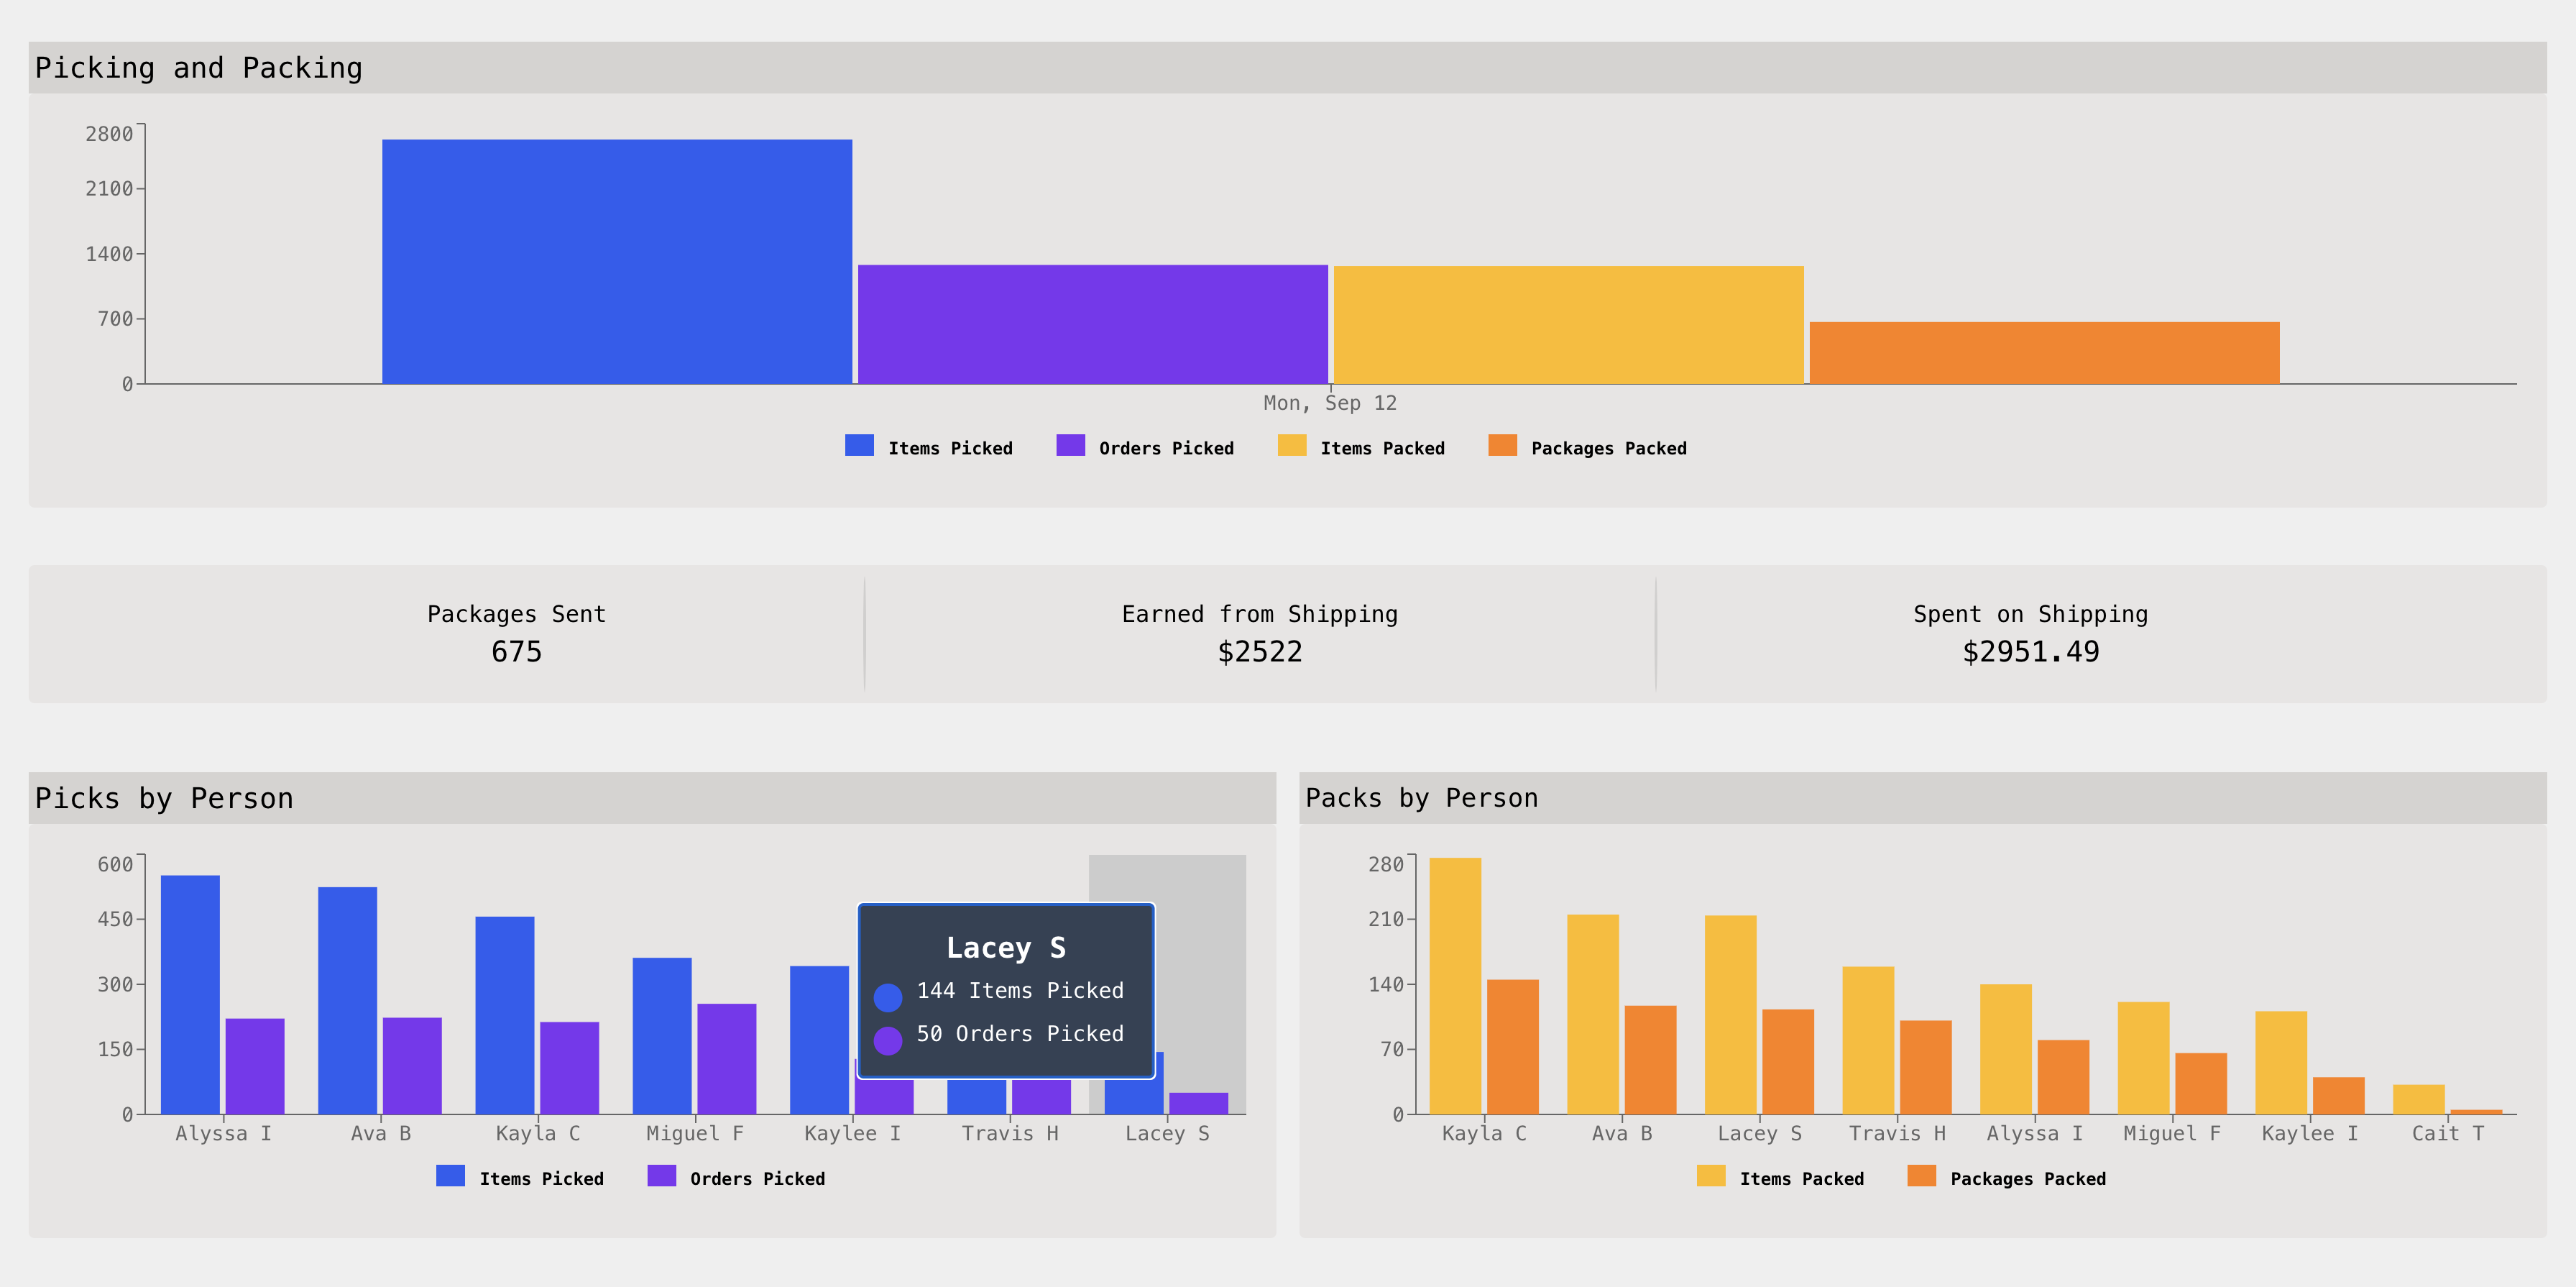 Picking and Packing
2800
2100
1400
700
0
Mon, Sep 12
Items Picked Orders Picked Items Packed Packages Packed
Packages Sent
675
Earned from Shipping
$2522
Spent on Shipping
$2951.49
Picks by Person
600
450
300
150
0
Lacey S
144 Items Picked
50 Orders Picked
Alyssa I Ava B Kayla C Miguel F Kaylee I Travis H Lacey S
Items Picked Orders Picked
Packs by Person
280
210
140
70
0
Kayla C Ava B Lacey S Travis H Alyssa I Miguel F Kaylee I Cait T
Items Packed Packages Packed